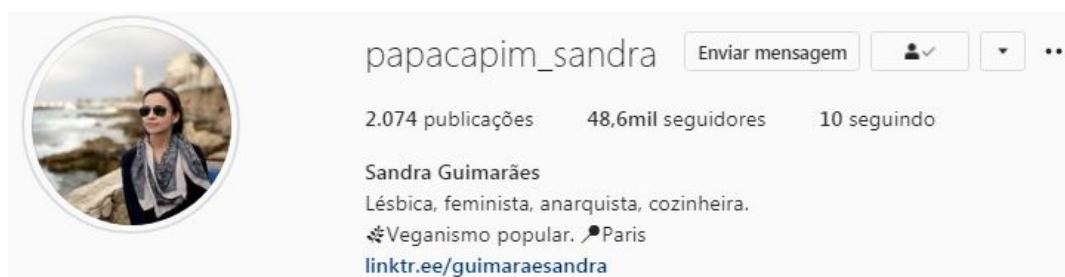 papacapim_sandra Enviar mensagem
2.074 publicações 48,6mil seguidores 10 seguindo
Sandra Guimarães
Lésbica, feminista, anarquista, cozinheira.
Veganismo popular. Paris
linktr.ee/guimaraesandra